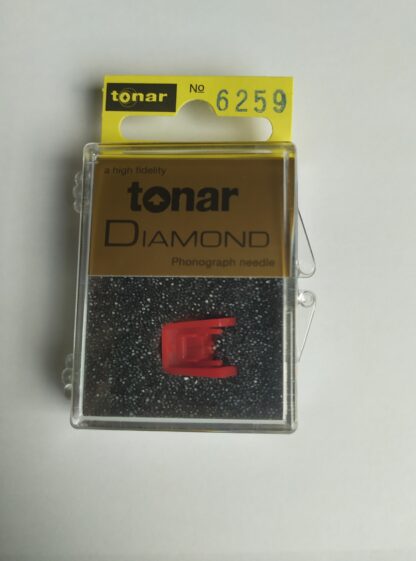 tonar No 6259
a high fidelity
tonar
DIAMOND
Phonograph needle